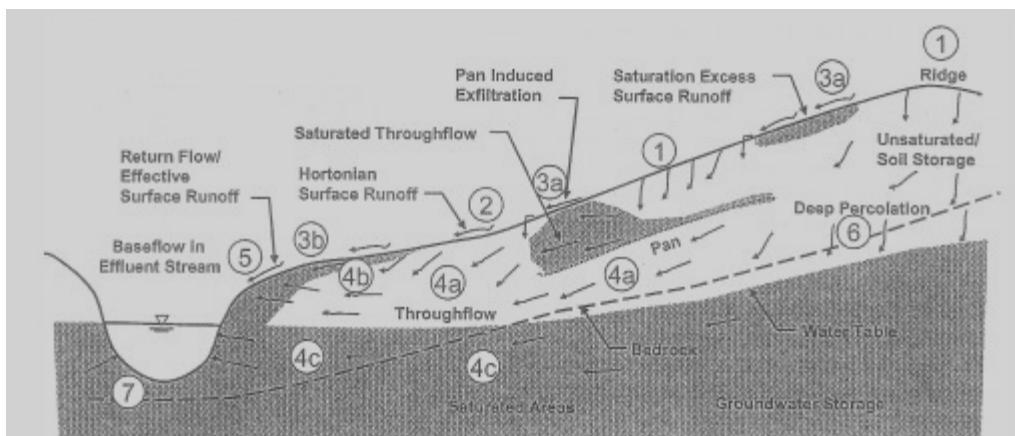 1
Ridge
3a
Saturation Excess
Surface Runoff
Pan Induced
Exfiltration
Saturated Throughflow
Unsaturated/
Soil Storage
1
Return Flow/
Effective
Surface Runoff
Hortonian
Surface Runoff
3a
2
Deep Percolation
6
Pan
Baseflow in
Effluent Stream
5
3b
4b
4a
4a
Throughflow
Water Table
Bedrock
4c
4c
7
Saturated Areas
Groundwater Storage